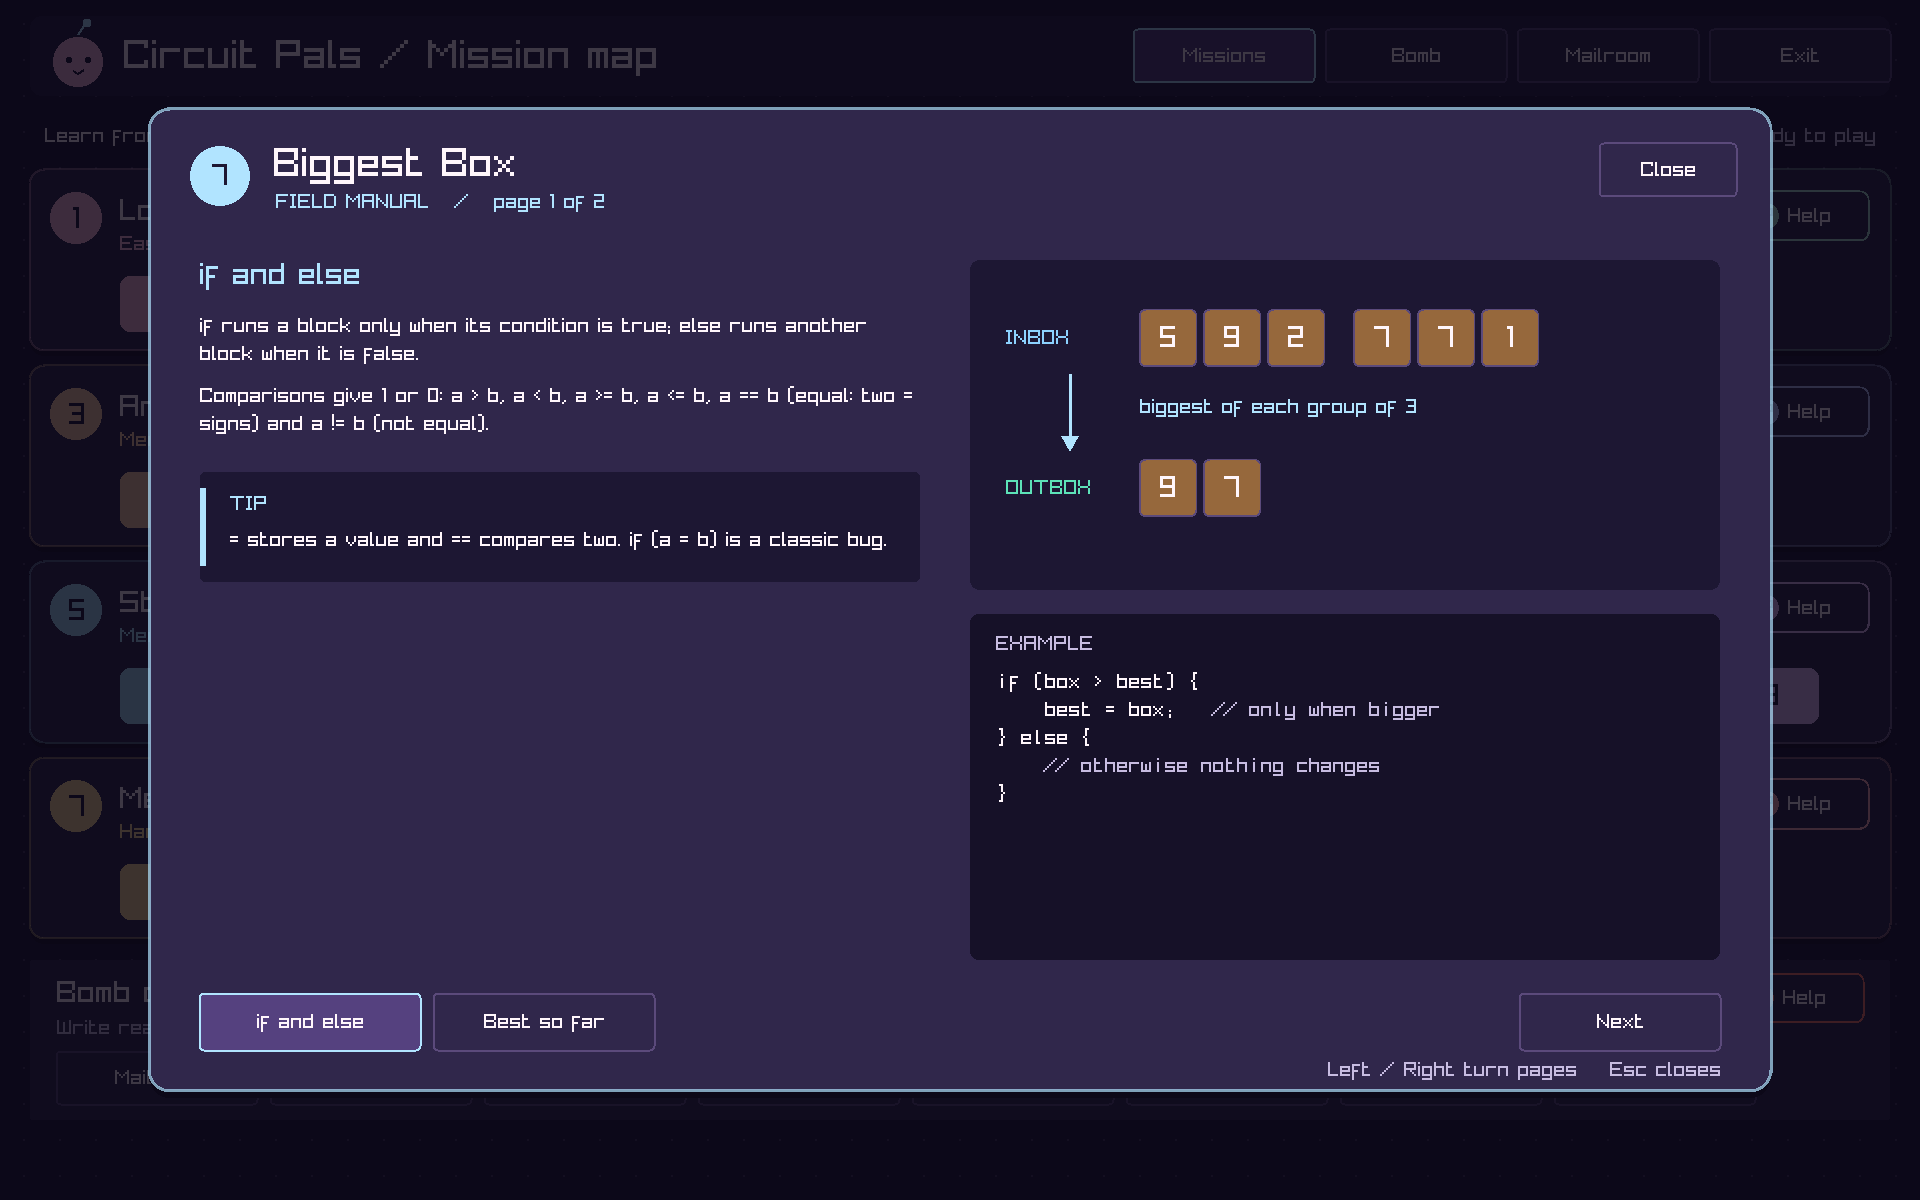 Circuit Pals / Mission map
Missions
Bomb
Mailroom
Exit
7
Biggest Box
FIELD MANUAL / page 1 of 2
Close
if and else
if runs a block only when its condition is true; else runs another
block when it is false.
Comparisons give 1 or 0: a > b, a < b, a >= b, a <= b, a == b (equal: two =
signs) and a != b (not equal).
TIP
= stores a value and == compares two. if (a = b) is a classic bug.
INBOX
5 9 2 7 7 1
biggest of each group of 3
OUTBOX
9 7
EXAMPLE
if (box > best) {
best = box; // only when bigger
} else {
// otherwise nothing changes
}
if and else
Best so far
Next
Left / Right turn pages
Esc closes
Learn
to play
1
Help
3
Help
5
Help
7
Help
Bomb
Write
Help